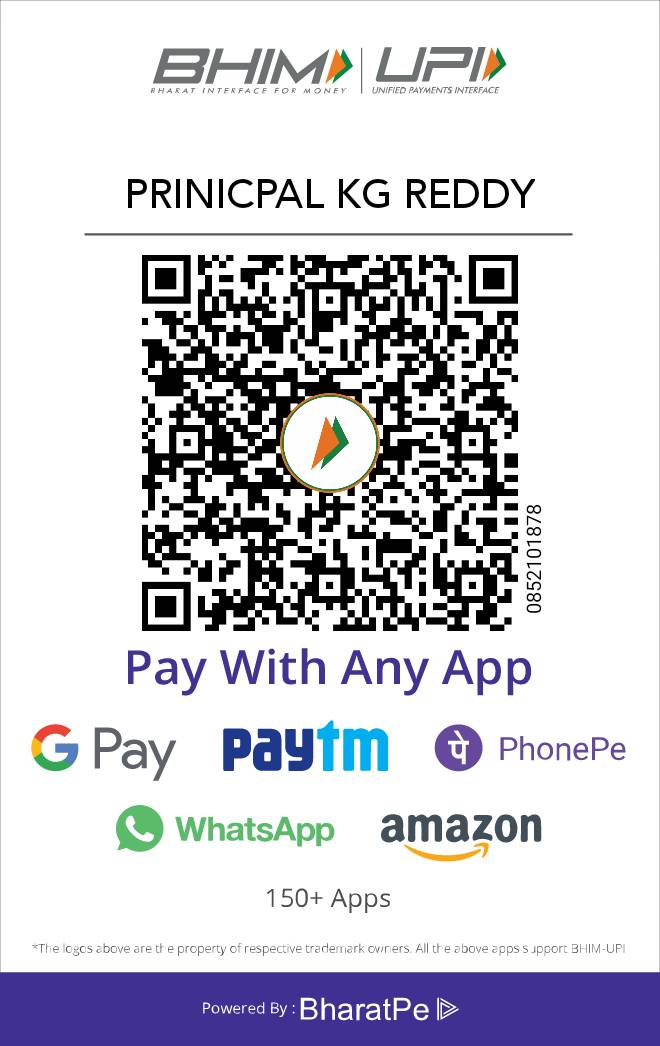 BHIM UPI
BHARAT INTERFACE FOR MONEY UNIFIED PAYMENTS INTERFACE
PRINICPAL KG REDDY
0852101878
Pay With Any App
G Pay paytm पे PhonePe
WhatsApp amazon
150+ Apps
*The logos above are the property of respective trademark owners. All the above apps support BHIM-UPI
Powered By : BharatPe